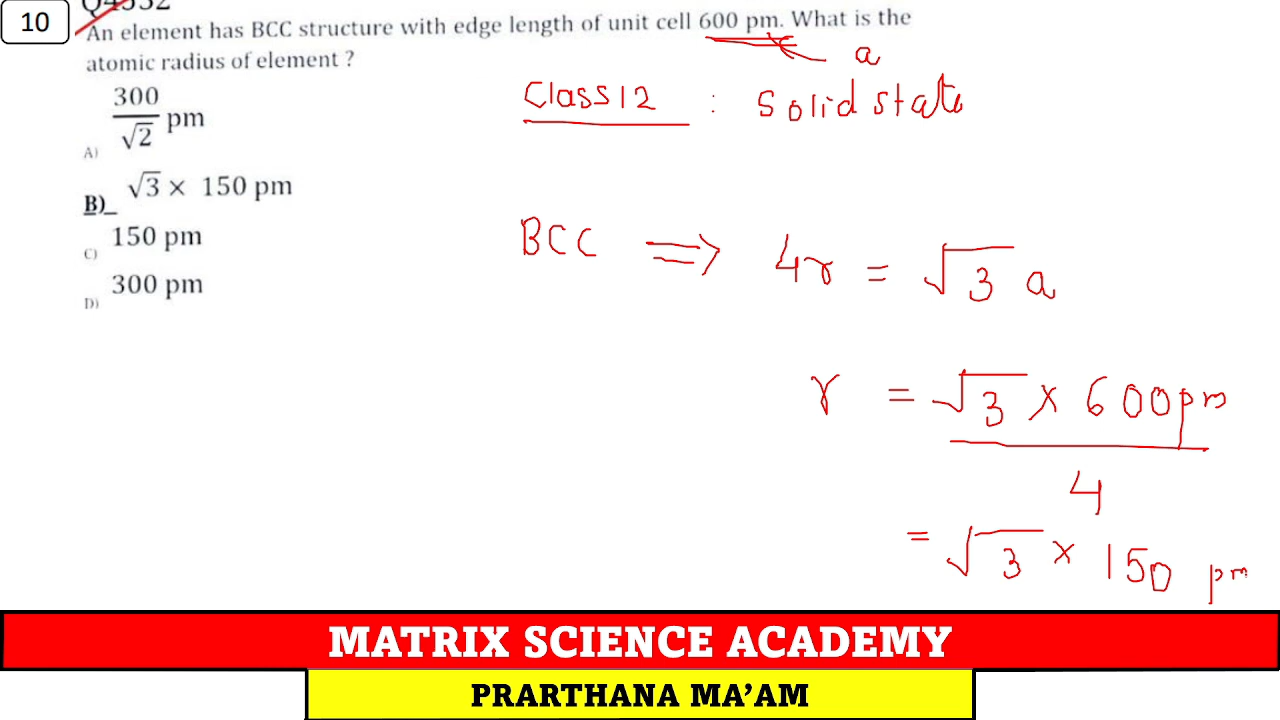 10
Q4532
An element has BCC structure with edge length of unit cell 600 pm. What is the
a
atomic radius of element ?
Class 12 : Solid state
A) 300/√2 pm
B) √3 × 150 pm
C) 150 pm
D) 300 pm
BCC ⇒ 4r = √3 a
r = √3 × 600pm
4
= √3 × 150 pm
MATRIX SCIENCE ACADEMY
PRARTHANA MA’AM